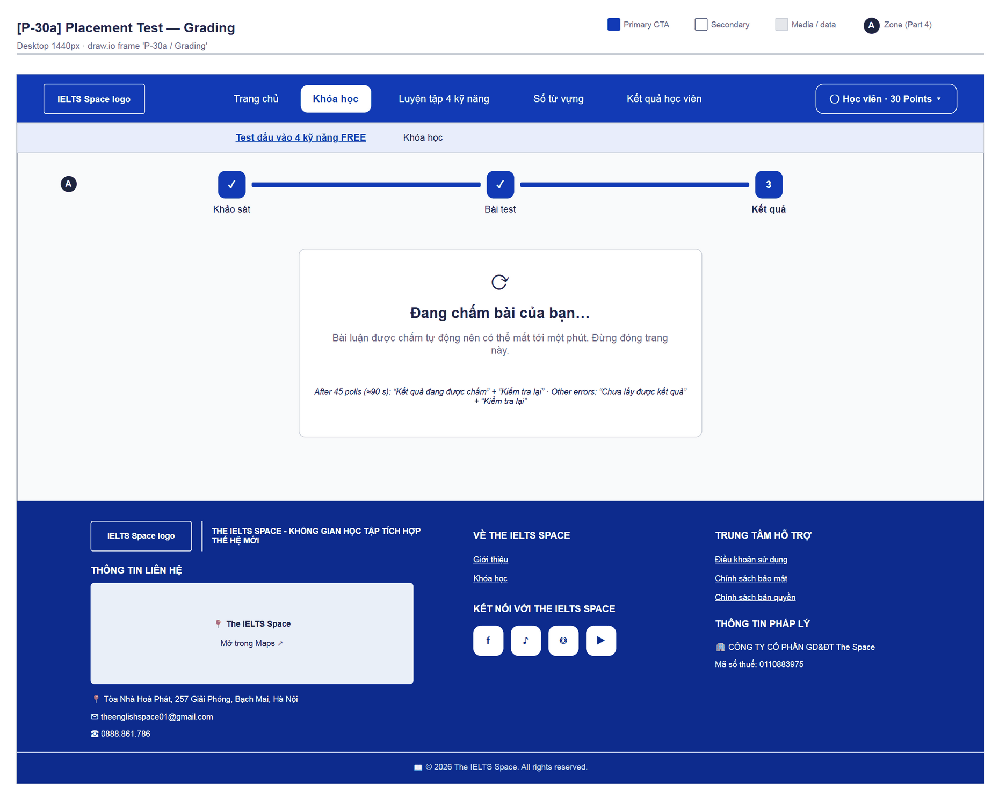 [P-30a] Placement Test — Grading
Desktop 1440px · draw.io frame 'P-30a / Grading'
Primary CTA
Secondary
Media / data
A Zone (Part 4)
IELTS Space logo
Trang chủ
Khóa học
Luyện tập 4 kỹ năng
Sổ từ vựng
Kết quả học viên
Học viên · 30 Points ▾
Test đầu vào 4 kỹ năng FREE
Khóa học
A
✓
✓
3
Khảo sát
Bài test
Kết quả
Đang chấm bài của bạn…
Bài luận được chấm tự động nên có thể mất tới một phút. Đừng đóng trang
này.
After 45 polls (≈90 s): “Kết quả đang được chấm” + “Kiểm tra lại” · Other errors: “Chưa lấy được kết quả”
+ “Kiểm tra lại”
IELTS Space logo
THE IELTS SPACE - KHÔNG GIAN HỌC TẬP TÍCH HỢP
THẾ HỆ MỚI
THÔNG TIN LIÊN HỆ
📍 The IELTS Space
Mở trong Maps ↗
📍 Tòa Nhà Hoà Phát, 257 Giải Phóng, Bạch Mai, Hà Nội
✉ theenglishspace01@gmail.com
☎ 0888.861.786
VỀ THE IELTS SPACE
Giới thiệu
Khóa học
KẾT NỐI VỚI THE IELTS SPACE
f
♪
◎
▶
TRUNG TÂM HỖ TRỢ
Điều khoản sử dụng
Chính sách bảo mật
Chính sách bản quyền
THÔNG TIN PHÁP LÝ
🏢 CÔNG TY CỔ PHẦN GD&ĐT The Space
Mã số thuế: 0110883975
📖 © 2026 The IELTS Space. All rights reserved.